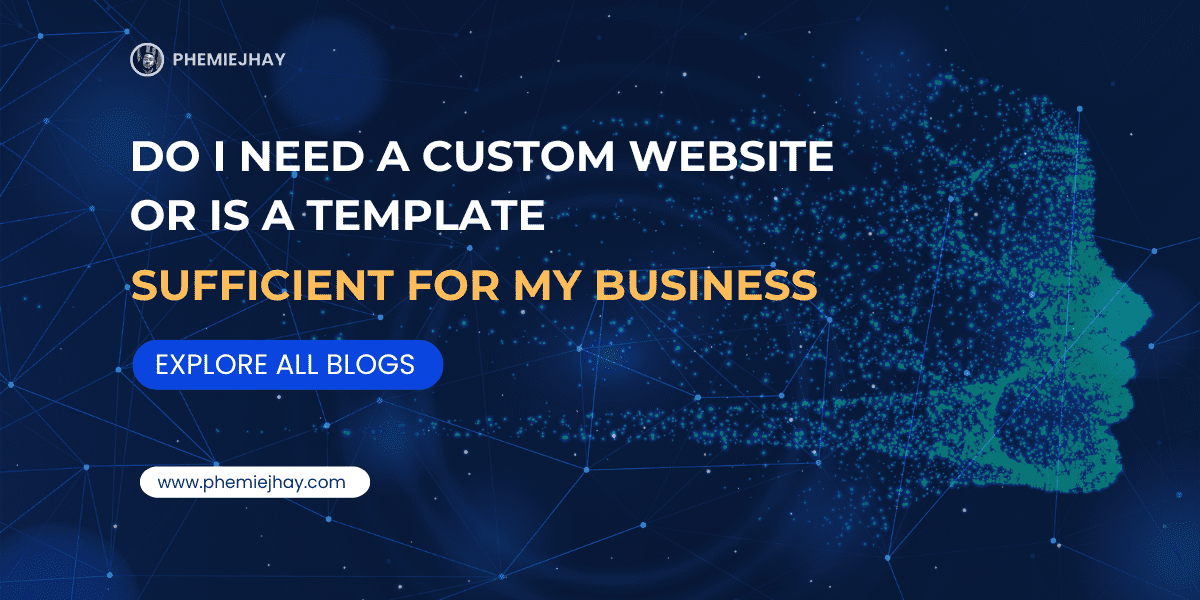 PHEMIEJHAY
DO I NEED A CUSTOM WEBSITE
OR IS A TEMPLATE
SUFFICIENT FOR MY BUSINESS
EXPLORE ALL BLOGS
www.phemiejhay.com